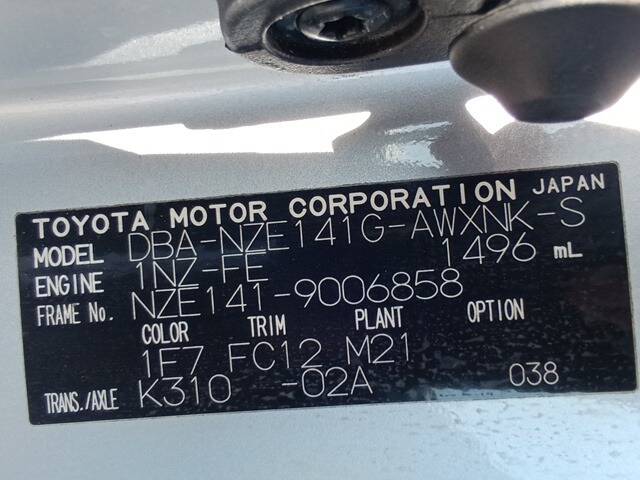 TOYOTA MOTOR CORPORATION JAPAN
MODEL DBA-NZE141G-AWXNK-S
ENGINE 1NZ-FE 1496 mL
FRAME No. NZE141-9006858
COLOR TRIM PLANT OPTION
1F7 FC12 M21
TRANS./AXLE K310 -02A 038